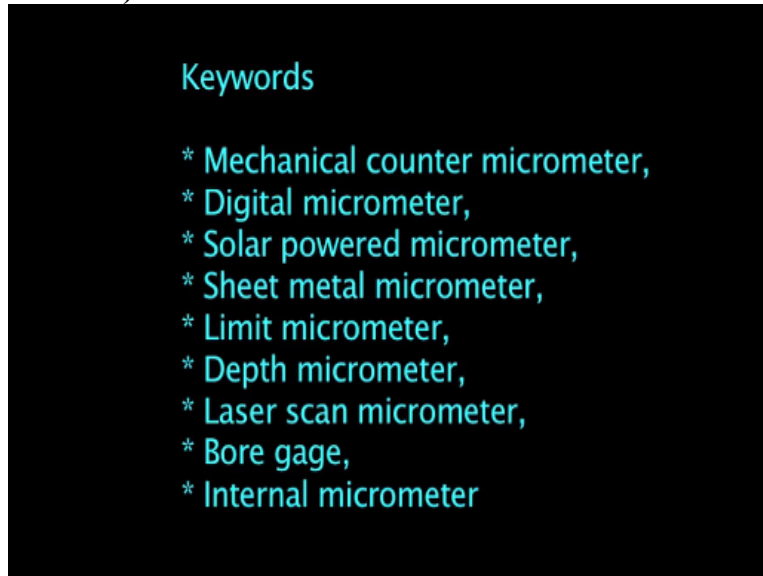 Keywords
* Mechanical counter micrometer,
* Digital micrometer,
* Solar powered micrometer,
* Sheet metal micrometer,
* Limit micrometer,
* Depth micrometer,
* Laser scan micrometer,
* Bore gage,
* Internal micrometer